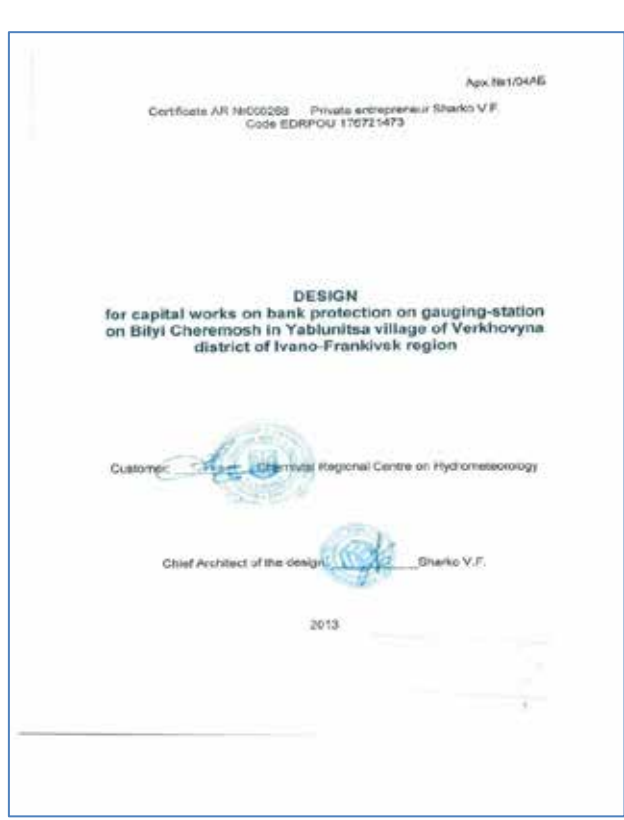 Арх.№1/04АБ
Certificate AR №000268 Private entrepreneur Sharko V.F.
Code EDRPOU 176721473
DESIGN
for capital works on bank protection on gauging-station
on Bilyi Cheremosh in Yablunitsa village of Verkhovyna
district of Ivano-Frankivsk region
Customer: Regional Centre on Hydrometeorology
Chief Architect of the design Sharko V.F.
2013